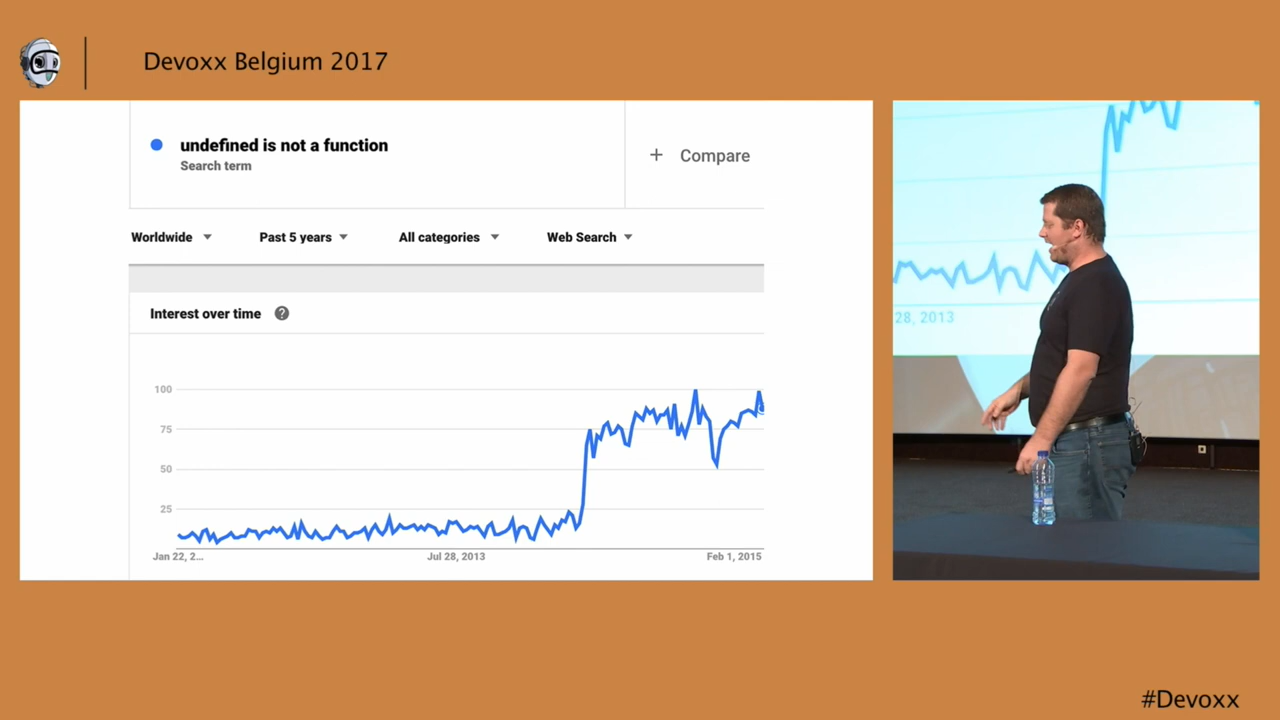 Devoxx Belgium 2017
undefined is not a function
Search term
+ Compare
Worldwide
Past 5 years
All categories
Web Search
Interest over time ?
100
75
50
25
Jan 22, 2...
Jul 28, 2013
Feb 1, 2015
28, 2013
#Devoxx